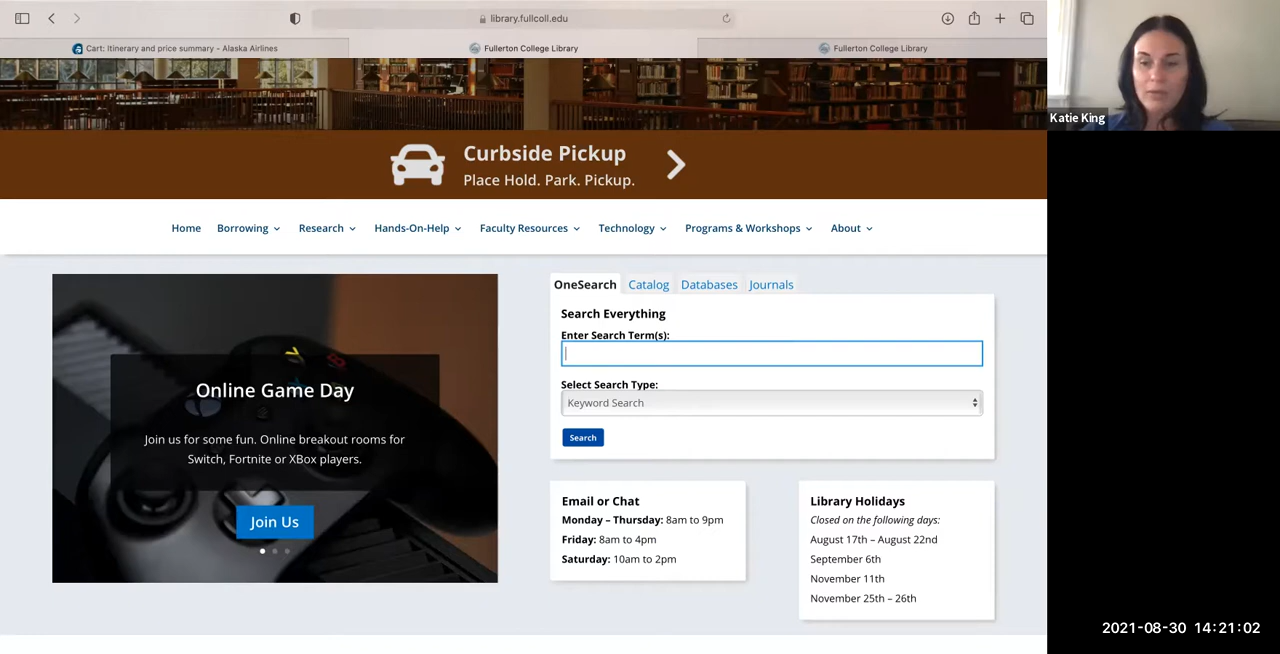 library.fullcoll.edu
Cart: Itinerary and price summary - Alaska Airlines
Fullerton College Library
Fullerton College Library
Katie King
Curbside Pickup
Place Hold. Park. Pickup.
Home Borrowing Research Hands-On-Help Faculty Resources Technology Programs & Workshops About
OneSearch Catalog Databases Journals
Search Everything
Enter Search Term(s):
Select Search Type:
Keyword Search
Search
Online Game Day
Join us for some fun. Online breakout rooms for
Switch, Fortnite or XBox players.
Join Us
Email or Chat
Monday – Thursday: 8am to 9pm
Friday: 8am to 4pm
Saturday: 10am to 2pm
Library Holidays
Closed on the following days:
August 17th – August 22nd
September 6th
November 11th
November 25th – 26th
2021-08-30 14:21:02